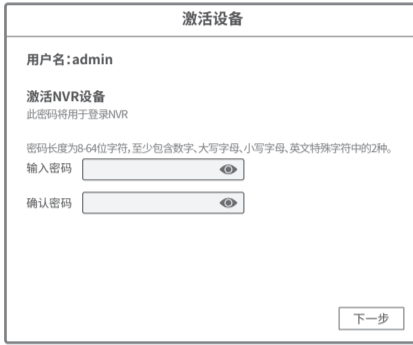 激活设备
用户名:admin
激活NVR设备
此密码将用于登录NVR
密码长度为8-64位字符，至少包含数字、大写字母、小写字母、英文特殊字符中的2种。
输入密码
确认密码
下一步